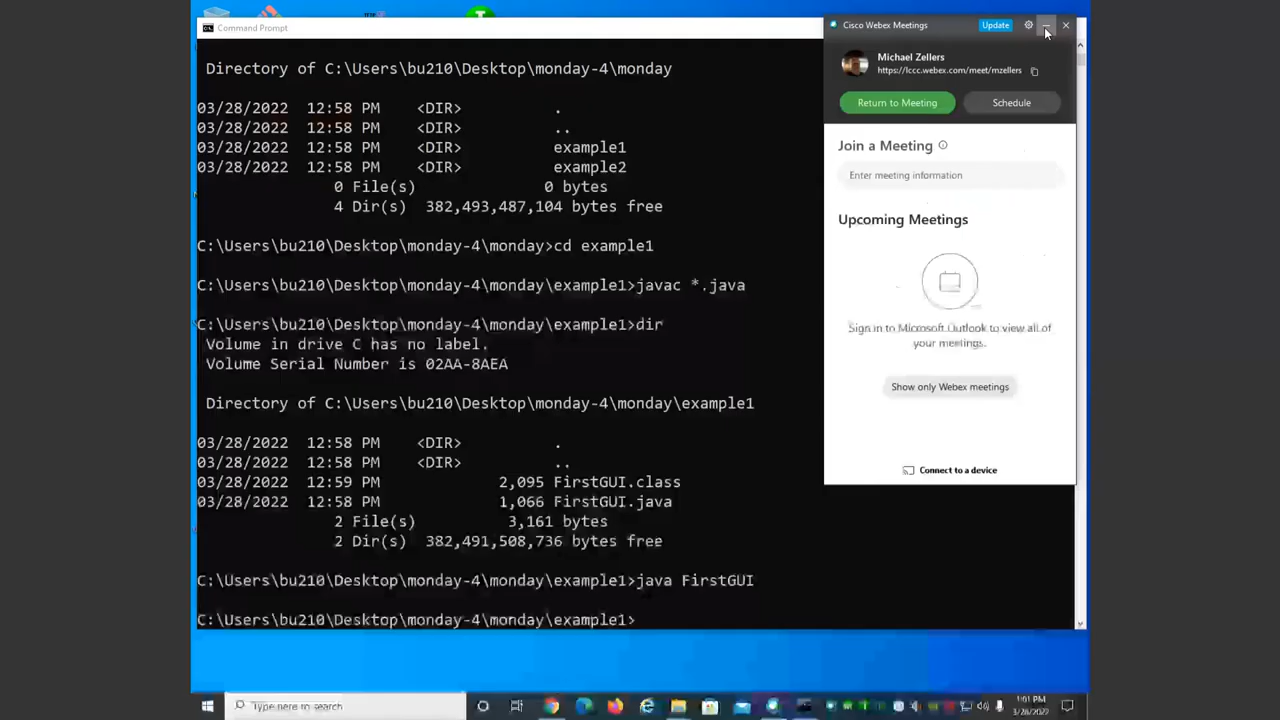 Command Prompt
Directory of C:\Users\bu210\Desktop\monday-4\monday
03/28/2022 12:58 PM <DIR> .
03/28/2022 12:58 PM <DIR> ..
03/28/2022 12:58 PM <DIR> example1
03/28/2022 12:58 PM <DIR> example2
0 File(s) 0 bytes
4 Dir(s) 382,493,487,104 bytes free
C:\Users\bu210\Desktop\monday-4\monday>cd example1
C:\Users\bu210\Desktop\monday-4\monday\example1>javac *.java
C:\Users\bu210\Desktop\monday-4\monday\example1>dir
Volume in drive C has no label.
Volume Serial Number is 02AA-8AEA
Directory of C:\Users\bu210\Desktop\monday-4\monday\example1
03/28/2022 12:58 PM <DIR> .
03/28/2022 12:58 PM <DIR> ..
03/28/2022 12:59 PM 2,095 FirstGUI.class
03/28/2022 12:58 PM 1,066 FirstGUI.java
2 File(s) 3,161 bytes
2 Dir(s) 382,491,508,736 bytes free
C:\Users\bu210\Desktop\monday-4\monday\example1>java FirstGUI
C:\Users\bu210\Desktop\monday-4\monday\example1>
Cisco Webex Meetings
Update
Michael Zellers
https://lccc.webex.com/meet/mzellers
Return to Meeting
Schedule
Join a Meeting
Enter meeting information
Upcoming Meetings
Sign in to Microsoft Outlook to view all of
your meetings.
Show only Webex meetings
Connect to a device
Type here to search
1:01 PM
3/28/2022